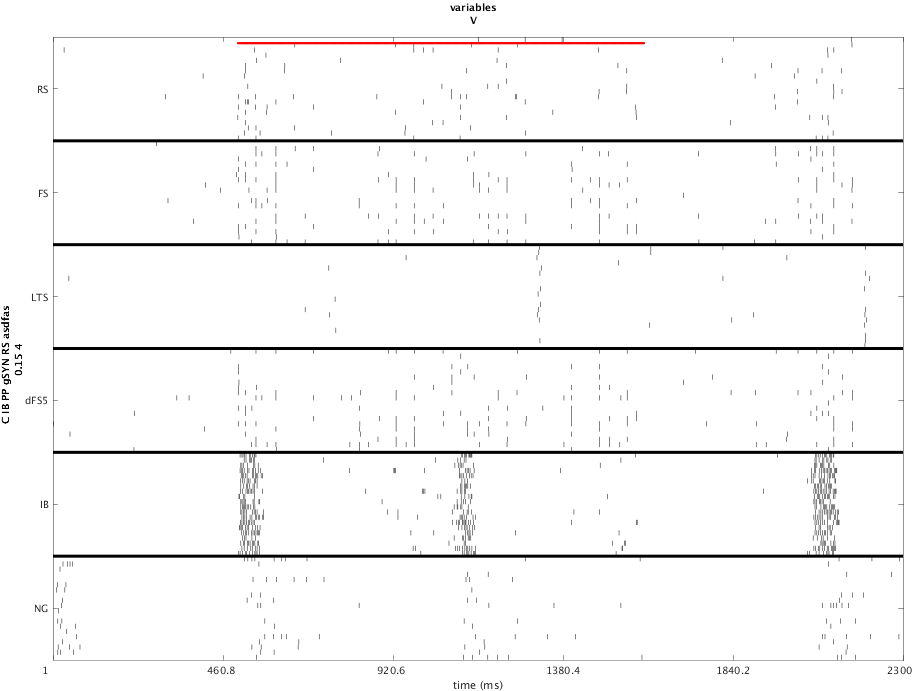 variables
V
RS
FS
LTS
dFS5
IB
NG
C IB PP gSYN RS asdfas
0.15 4
1
460.8
920.6
1380.4
1840.2
2300
time (ms)